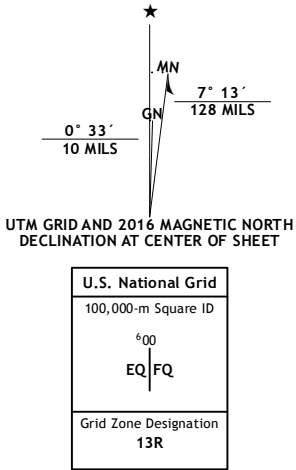 ★
MN
7° 13´
128 MILS
GN
0° 33´
10 MILS
UTM GRID AND 2016 MAGNETIC NORTH
DECLINATION AT CENTER OF SHEET
U.S. National Grid
100,000-m Square ID
⁶00
EQ FQ
Grid Zone Designation
13R